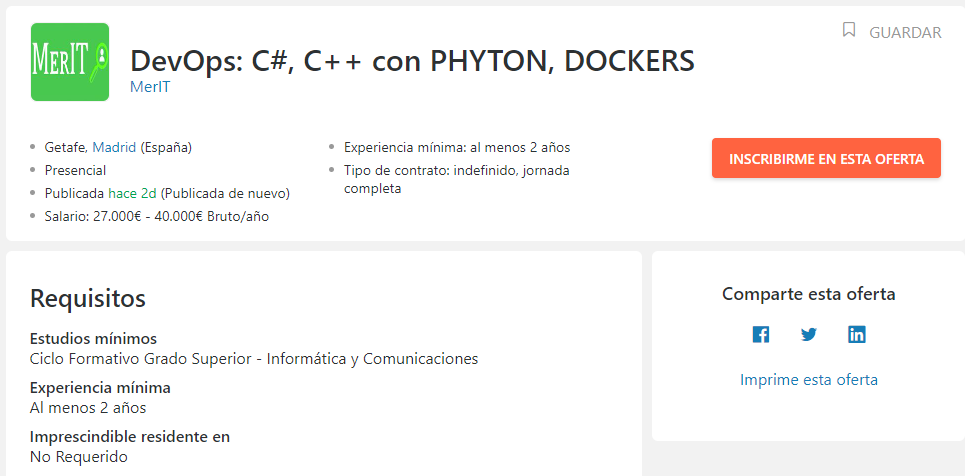 MerIT
GUARDAR
DevOps: C#, C++ con PHYTON, DOCKERS
MerIT
Getafe, Madrid (España)
Presencial
Publicada hace 2d (Publicada de nuevo)
Salario: 27.000€ - 40.000€ Bruto/año
Experiencia mínima: al menos 2 años
Tipo de contrato: indefinido, jornada
completa
INSCRIBIRME EN ESTA OFERTA
Requisitos
Estudios mínimos
Ciclo Formativo Grado Superior - Informática y Comunicaciones
Experiencia mínima
Al menos 2 años
Imprescindible residente en
No Requerido
Comparte esta oferta
Imprime esta oferta